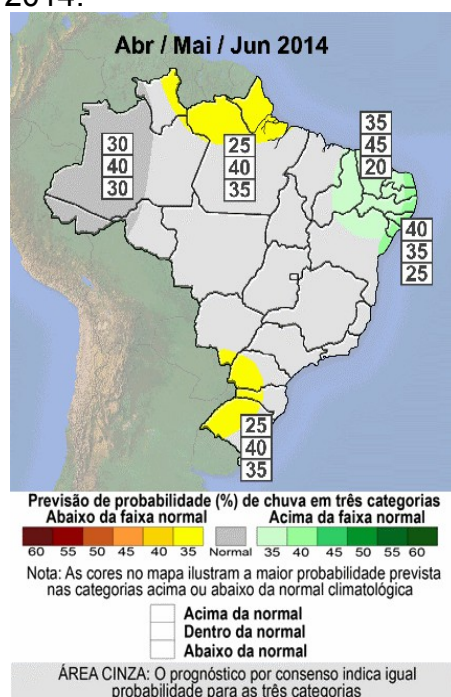 2014.
Abr / Mai / Jun 2014
30
40
30
25
40
35
35
45
20
40
35
25
25
40
35
Previsão de probabilidade (%) de chuva em três categorias
Abaixo da faixa normal Acima da faixa normal
60 55 50 45 40 35 Normal 35 40 45 50 55 60
Nota: As cores no mapa ilustram a maior probabilidade prevista
nas categorias acima ou abaixo da normal climatológica
Acima da normal
Dentro da normal
Abaixo da normal
ÁREA CINZA: O prognóstico por consenso indica igual
probabilidade para as três categorias